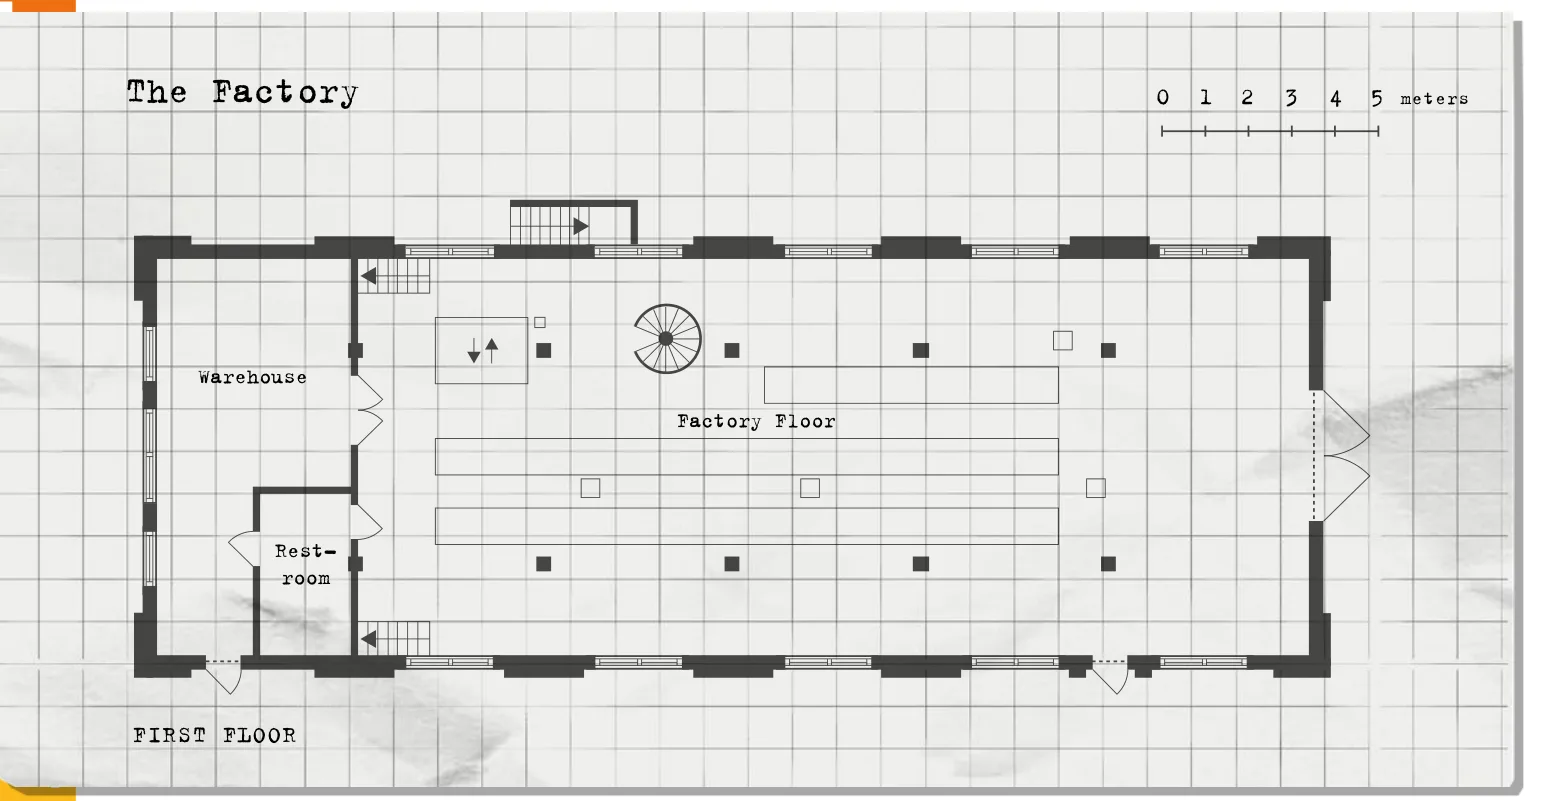 The Factory
0 1 2 3 4 5 meters
Warehouse
Factory Floor
Rest-
room
FIRST FLOOR